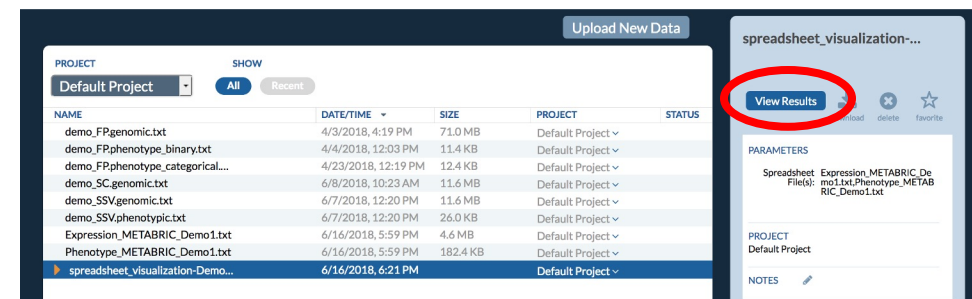 Upload New Data
PROJECT SHOW
Default Project All Recent
NAME DATE/TIME SIZE PROJECT STATUS
demo_FP.genomic.txt 4/3/2018, 4:19 PM 71.0 MB Default Project
demo_FP.phenotype_binary.txt 4/4/2018, 12:03 PM 11.4 KB Default Project
demo_FP.phenotype_categorical.... 4/23/2018, 12:19 PM 12.4 KB Default Project
demo_SC.genomic.txt 6/8/2018, 10:23 AM 11.6 MB Default Project
demo_SSV.genomic.txt 6/7/2018, 12:20 PM 11.6 MB Default Project
demo_SSV.phenotypic.txt 6/7/2018, 12:20 PM 26.0 KB Default Project
Expression_METABRIC_Demo1.txt 6/16/2018, 5:59 PM 4.6 MB Default Project
Phenotype_METABRIC_Demo1.txt 6/16/2018, 5:59 PM 182.4 KB Default Project
spreadsheet_visualization-Demo... 6/16/2018, 6:21 PM Default Project
spreadsheet_visualization-...
View Results
delete favorite
PARAMETERS
Spreadsheet Expression_METABRIC_De
File(s): mo1.txt,Phenotype_METAB
RIC_Demo1.txt
PROJECT
Default Project
NOTES